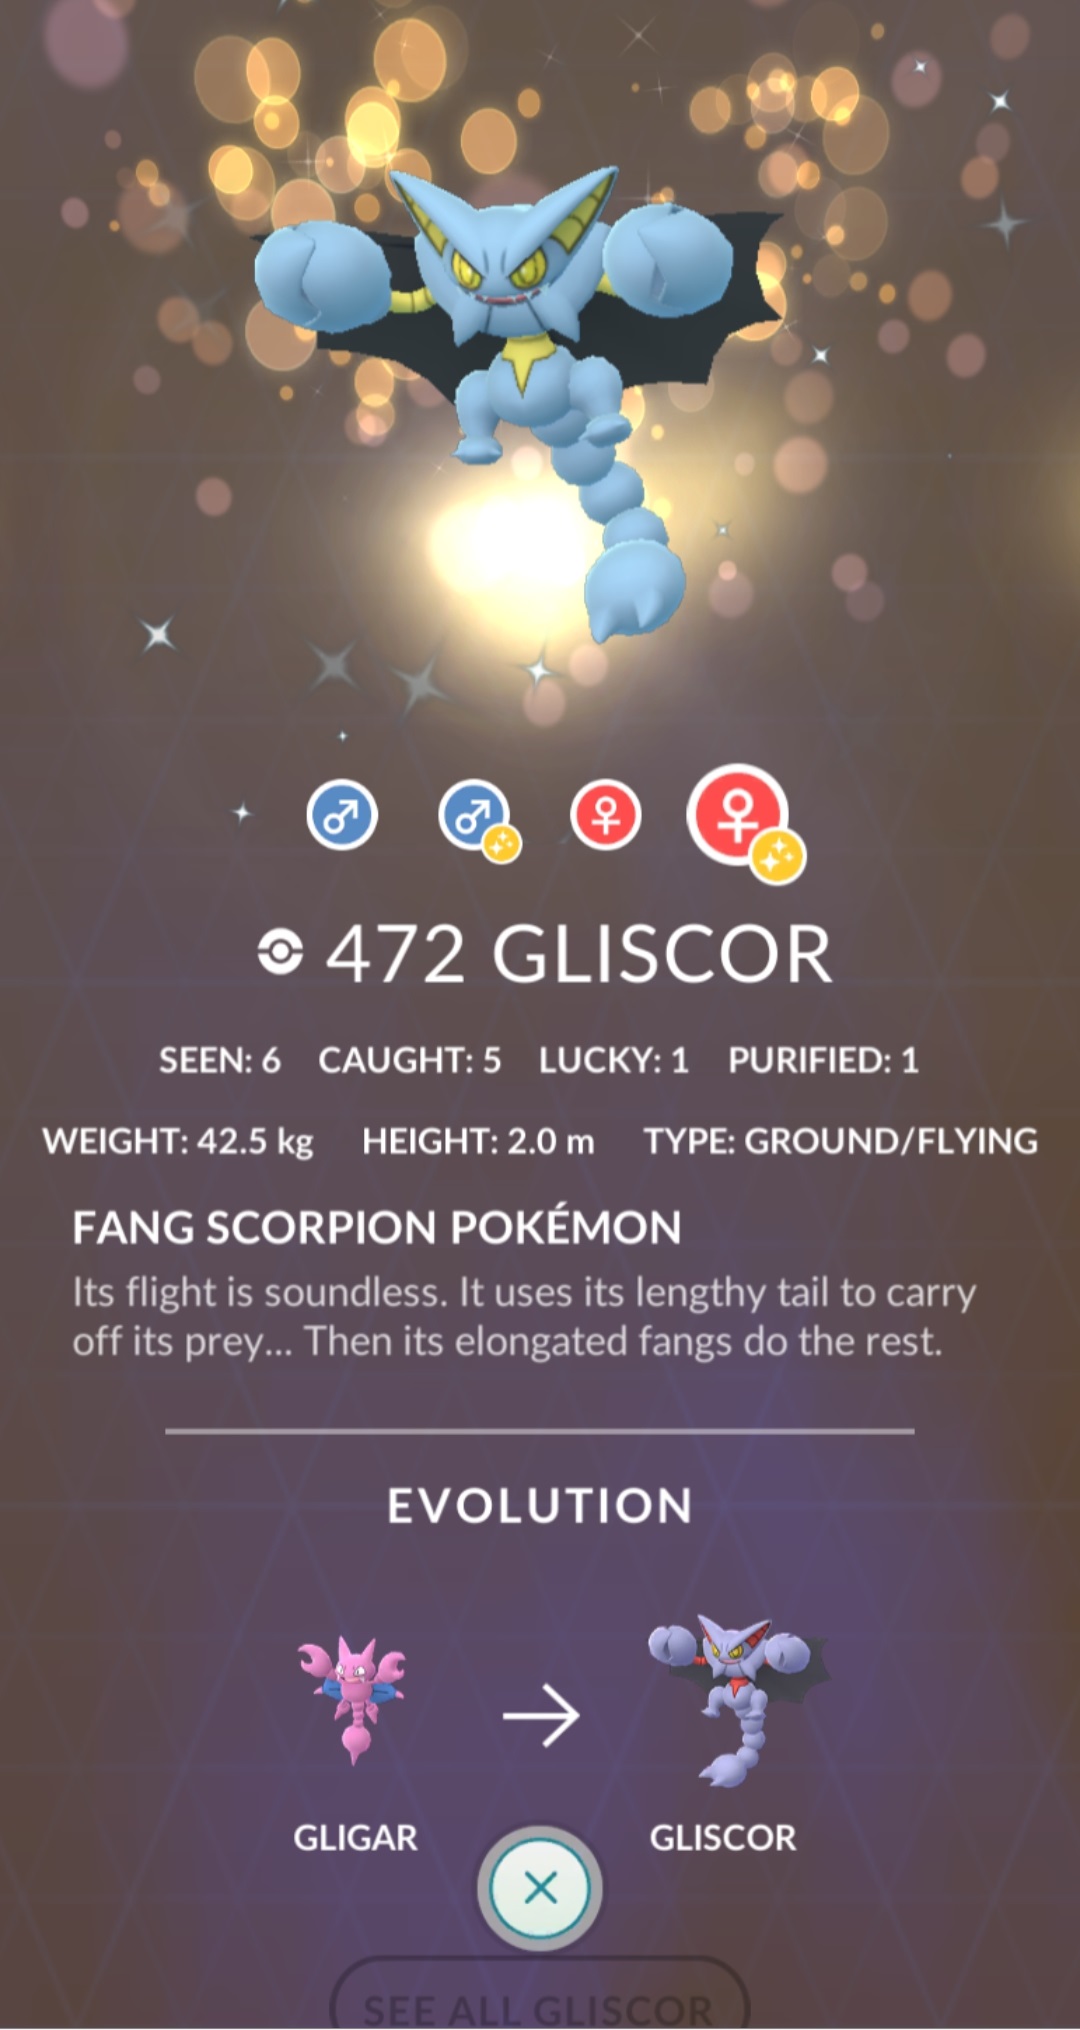 472 GLISCOR
SEEN: 6 CAUGHT: 5 LUCKY: 1 PURIFIED: 1
WEIGHT: 42.5 kg HEIGHT: 2.0 m TYPE: GROUND/FLYING
FANG SCORPION POKÉMON
Its flight is soundless. It uses its lengthy tail to carry
off its prey... Then its elongated fangs do the rest.
EVOLUTION
GLIGAR GLISCOR
SEE ALL GLISCOR